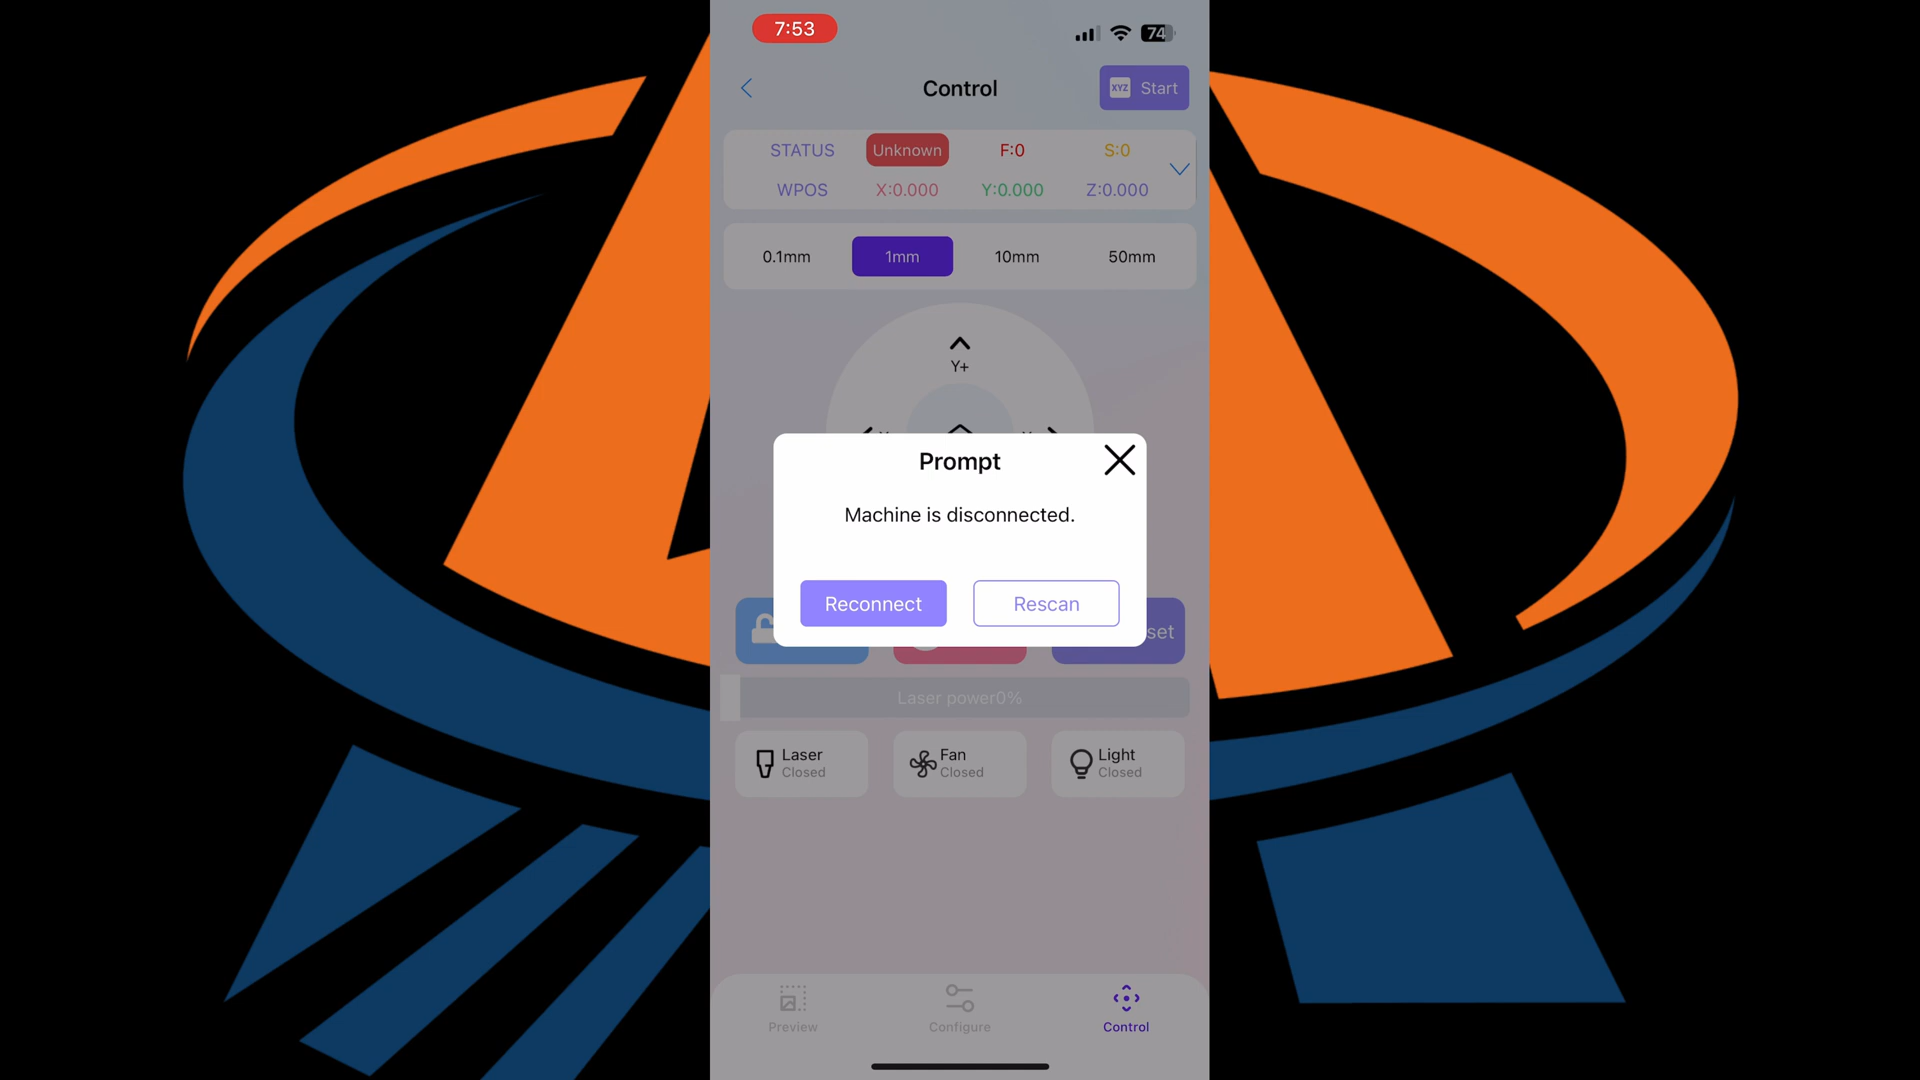 7:53
74
Control
XYZ Start
STATUS Unknown F:0 S:0
WPOS X:0.000 Y:0.000 Z:0.000
0.1mm 1mm 10mm 50mm
Y+
Prompt
Machine is disconnected.
Reconnect Rescan
set
Laser power0%
Laser Fan Light
Closed Closed Closed
Preview Configure Control